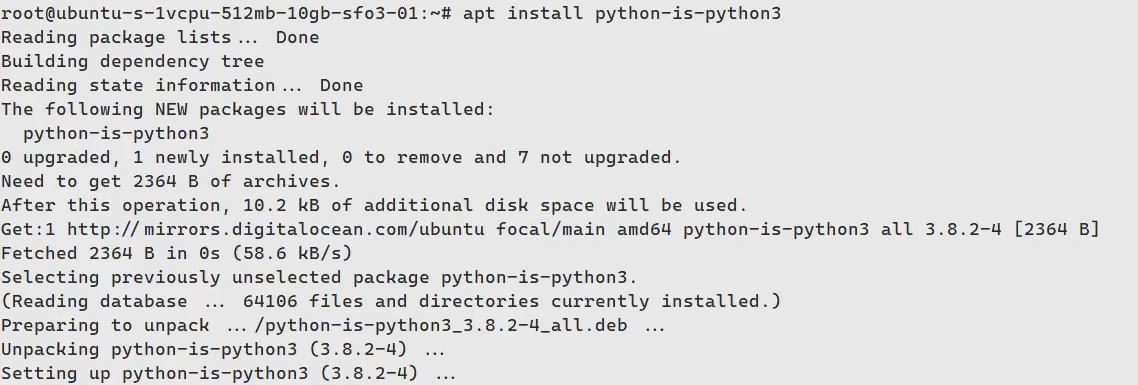 root@ubuntu-s-1vcpu-512mb-10gb-sfo3-01:~# apt install python-is-python3
Reading package lists... Done
Building dependency tree
Reading state information... Done
The following NEW packages will be installed:
  python-is-python3
0 upgraded, 1 newly installed, 0 to remove and 7 not upgraded.
Need to get 2364 B of archives.
After this operation, 10.2 kB of additional disk space will be used.
Get:1 http://mirrors.digitalocean.com/ubuntu focal/main amd64 python-is-python3 all 3.8.2-4 [2364 B]
Fetched 2364 B in 0s (58.6 kB/s)
Selecting previously unselected package python-is-python3.
(Reading database ... 64106 files and directories currently installed.)
Preparing to unpack .../python-is-python3_3.8.2-4_all.deb ...
Unpacking python-is-python3 (3.8.2-4) ...
Setting up python-is-python3 (3.8.2-4) ...